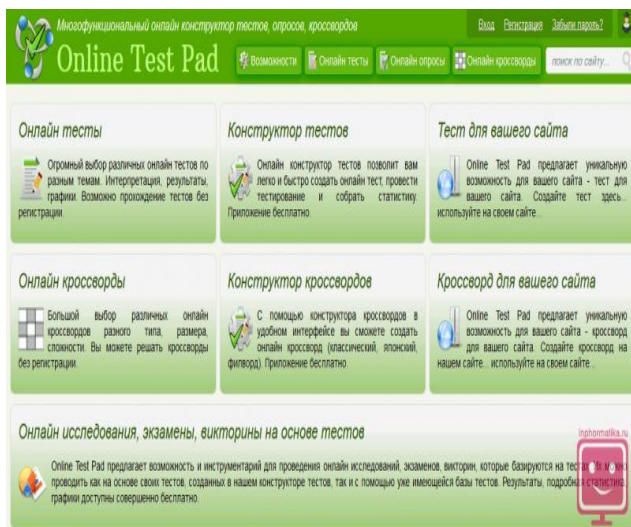 Многофункциональный онлайн конструктор тестов, опросов, кроссвордов
Вход Регистрация Забыли пароль?
Online Test Pad
Возможности Онлайн тесты Онлайн опросы Онлайн кроссворды поиск по сайту...
Онлайн тесты
Огромный выбор различных онлайн тестов по
разным темам. Интерпретация, результаты,
графики. Возможно прохождение тестов без
регистрации.
Конструктор тестов
Онлайн конструктор тестов позволит вам
легко и быстро создать онлайн тест, провести
тестирование и собрать статистику.
Приложение бесплатно.
Тест для вашего сайта
Online Test Pad предлагает уникальную
возможность для вашего сайта - тест для
вашего сайта. Создайте тест здесь...
используйте на своем сайте...
Онлайн кроссворды
Большой выбор различных онлайн
кроссвордов разного типа, размера,
сложности. Вы можете решать кроссворды
без регистрации.
Конструктор кроссвордов
С помощью конструктора кроссвордов в
удобном интерфейсе вы сможете создать
онлайн кроссворд (классический, японский,
филворд). Приложение бесплатно.
Кроссворд для вашего сайта
Online Test Pad предлагает уникальную
возможность для вашего сайта - кроссворд
для вашего сайта. Создайте кроссворд на
нашем сайте... используйте на своем сайте...
Онлайн исследования, экзамены, викторины на основе тестов
inphormatika.ru
Online Test Pad предлагает возможность и инструментарий для проведения онлайн исследований, экзаменов, викторин, которые базируются на тестах. Их можно
проводить как на основе своих тестов, созданных в нашем конструкторе тестов, так и с помощью уже имеющейся базы тестов. Результаты, подробная статистика,
графики доступны совершенно бесплатно.